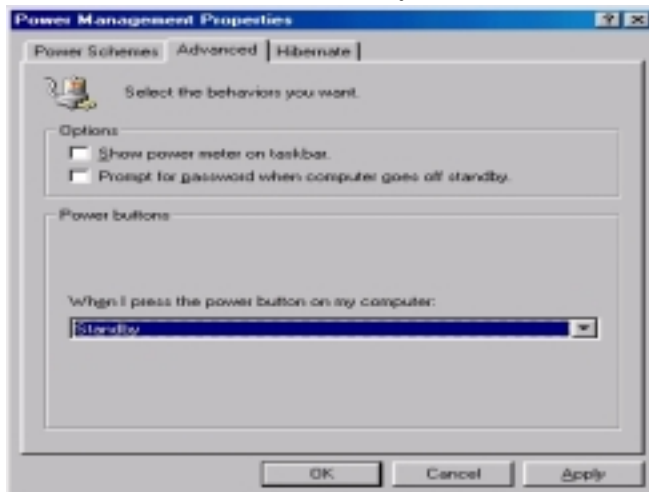 Power Management Properties
Power Schemes Advanced Hibernate
Select the behaviors you want.
Options
Show power meter on taskbar.
Prompt for password when computer goes off standby.
Power buttons
When I press the power button on my computer:
Standby
OK Cancel Apply